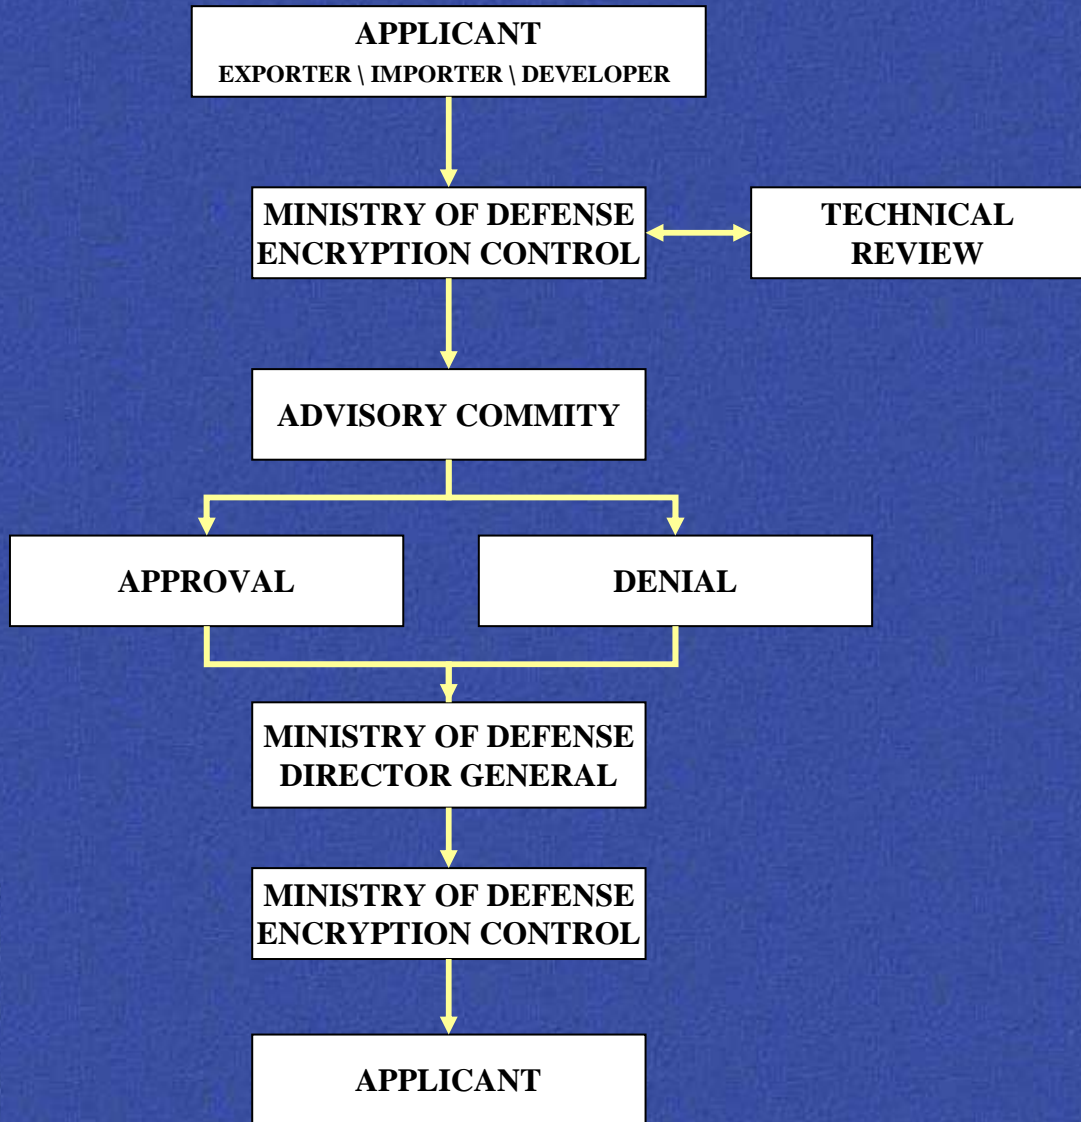 APPLICANT
EXPORTER \ IMPORTER \ DEVELOPER
MINISTRY OF DEFENSE
ENCRYPTION CONTROL
TECHNICAL
REVIEW
ADVISORY COMMITY
APPROVAL
DENIAL
MINISTRY OF DEFENSE
DIRECTOR GENERAL
MINISTRY OF DEFENSE
ENCRYPTION CONTROL
APPLICANT